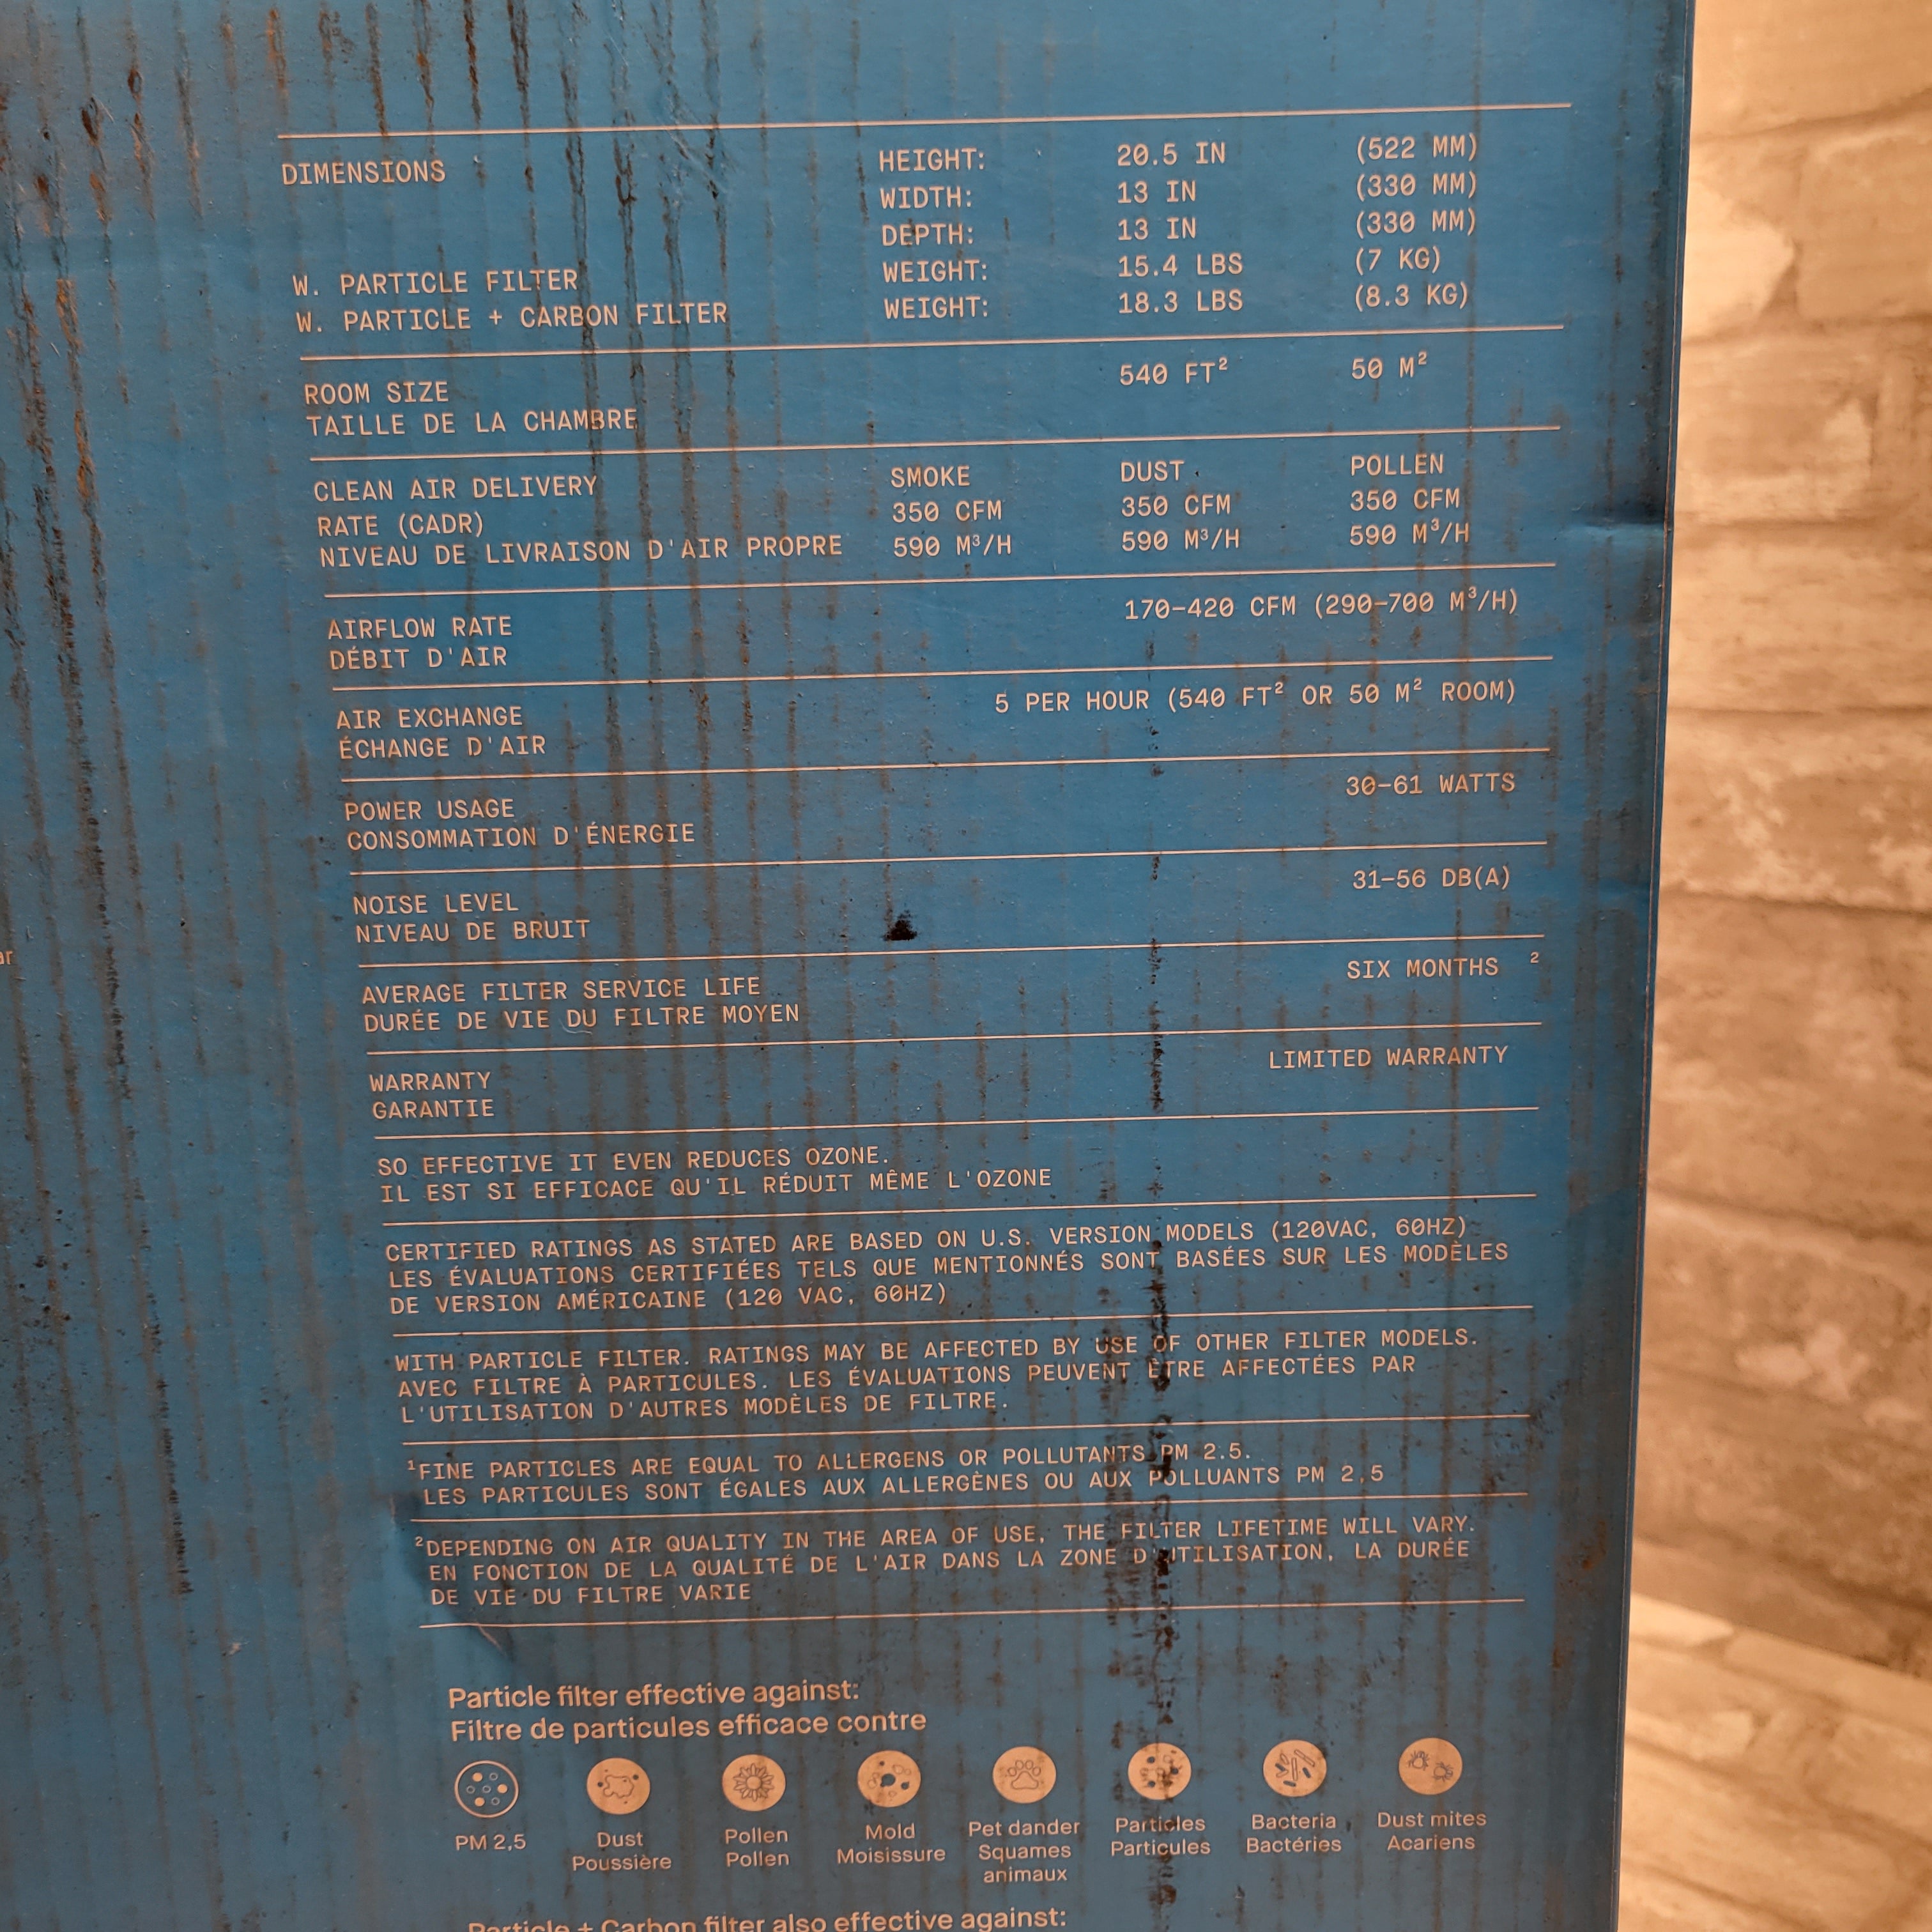 DIMENSIONS HEIGHT: 20.5 IN (522 MM)
WIDTH: 13 IN (330 MM)
DEPTH: 13 IN (330 MM)
W. PARTICLE FILTER WEIGHT: 15.4 LBS (7 KG)
W. PARTICLE + CARBON FILTER WEIGHT: 18.3 LBS (8.3 KG)
ROOM SIZE 540 FT² 50 M²
TAILLE DE LA CHAMBRE
CLEAN AIR DELIVERY SMOKE DUST POLLEN
RATE (CADR) 350 CFM 350 CFM 350 CFM
NIVEAU DE LIVRAISON D'AIR PROPRE 590 M³/H 590 M³/H 590 M³/H
AIRFLOW RATE 170–420 CFM (290–700 M³/H)
DÉBIT D'AIR
AIR EXCHANGE 5 PER HOUR (540 FT² OR 50 M² ROOM)
ÉCHANGE D'AIR
POWER USAGE 30–61 WATTS
CONSOMMATION D'ÉNERGIE
NOISE LEVEL 31–56 DB(A)
NIVEAU DE BRUIT
AVERAGE FILTER SERVICE LIFE SIX MONTHS ²
DURÉE DE VIE DU FILTRE MOYEN
WARRANTY LIMITED WARRANTY
GARANTIE
SO EFFECTIVE IT EVEN REDUCES OZONE.
IL EST SI EFFICACE QU'IL RÉDUIT MÊME L'OZONE
CERTIFIED RATINGS AS STATED ARE BASED ON U.S. VERSION MODELS (120VAC, 60HZ)
LES ÉVALUATIONS CERTIFIÉES TELS QUE MENTIONNÉS SONT BASÉES SUR LES MODÈLES
DE VERSION AMÉRICAINE (120 VAC, 60HZ)
WITH PARTICLE FILTER. RATINGS MAY BE AFFECTED BY USE OF OTHER FILTER MODELS.
AVEC FILTRE À PARTICULES. LES ÉVALUATIONS PEUVENT ÊTRE AFFECTÉES PAR
L'UTILISATION D'AUTRES MODÈLES DE FILTRE.
¹FINE PARTICLES ARE EQUAL TO ALLERGENS OR POLLUTANTS PM 2.5.
LES PARTICULES SONT ÉGALES AUX ALLERGÈNES OU AUX POLLUANTS PM 2,5
²DEPENDING ON AIR QUALITY IN THE AREA OF USE, THE FILTER LIFETIME WILL VARY.
EN FONCTION DE LA QUALITÉ DE L'AIR DANS LA ZONE D'UTILISATION, LA DURÉE
DE VIE DU FILTRE VARIE
Particle filter effective against:
Filtre de particules efficace contre
PM 2,5 Dust Pollen Mold Pet dander Particles Bacteria Dust mites
Poussière Pollen Moisissure Squames Particules Bactéries Acariens
animaux
Particle + Carbon filter also effective against: